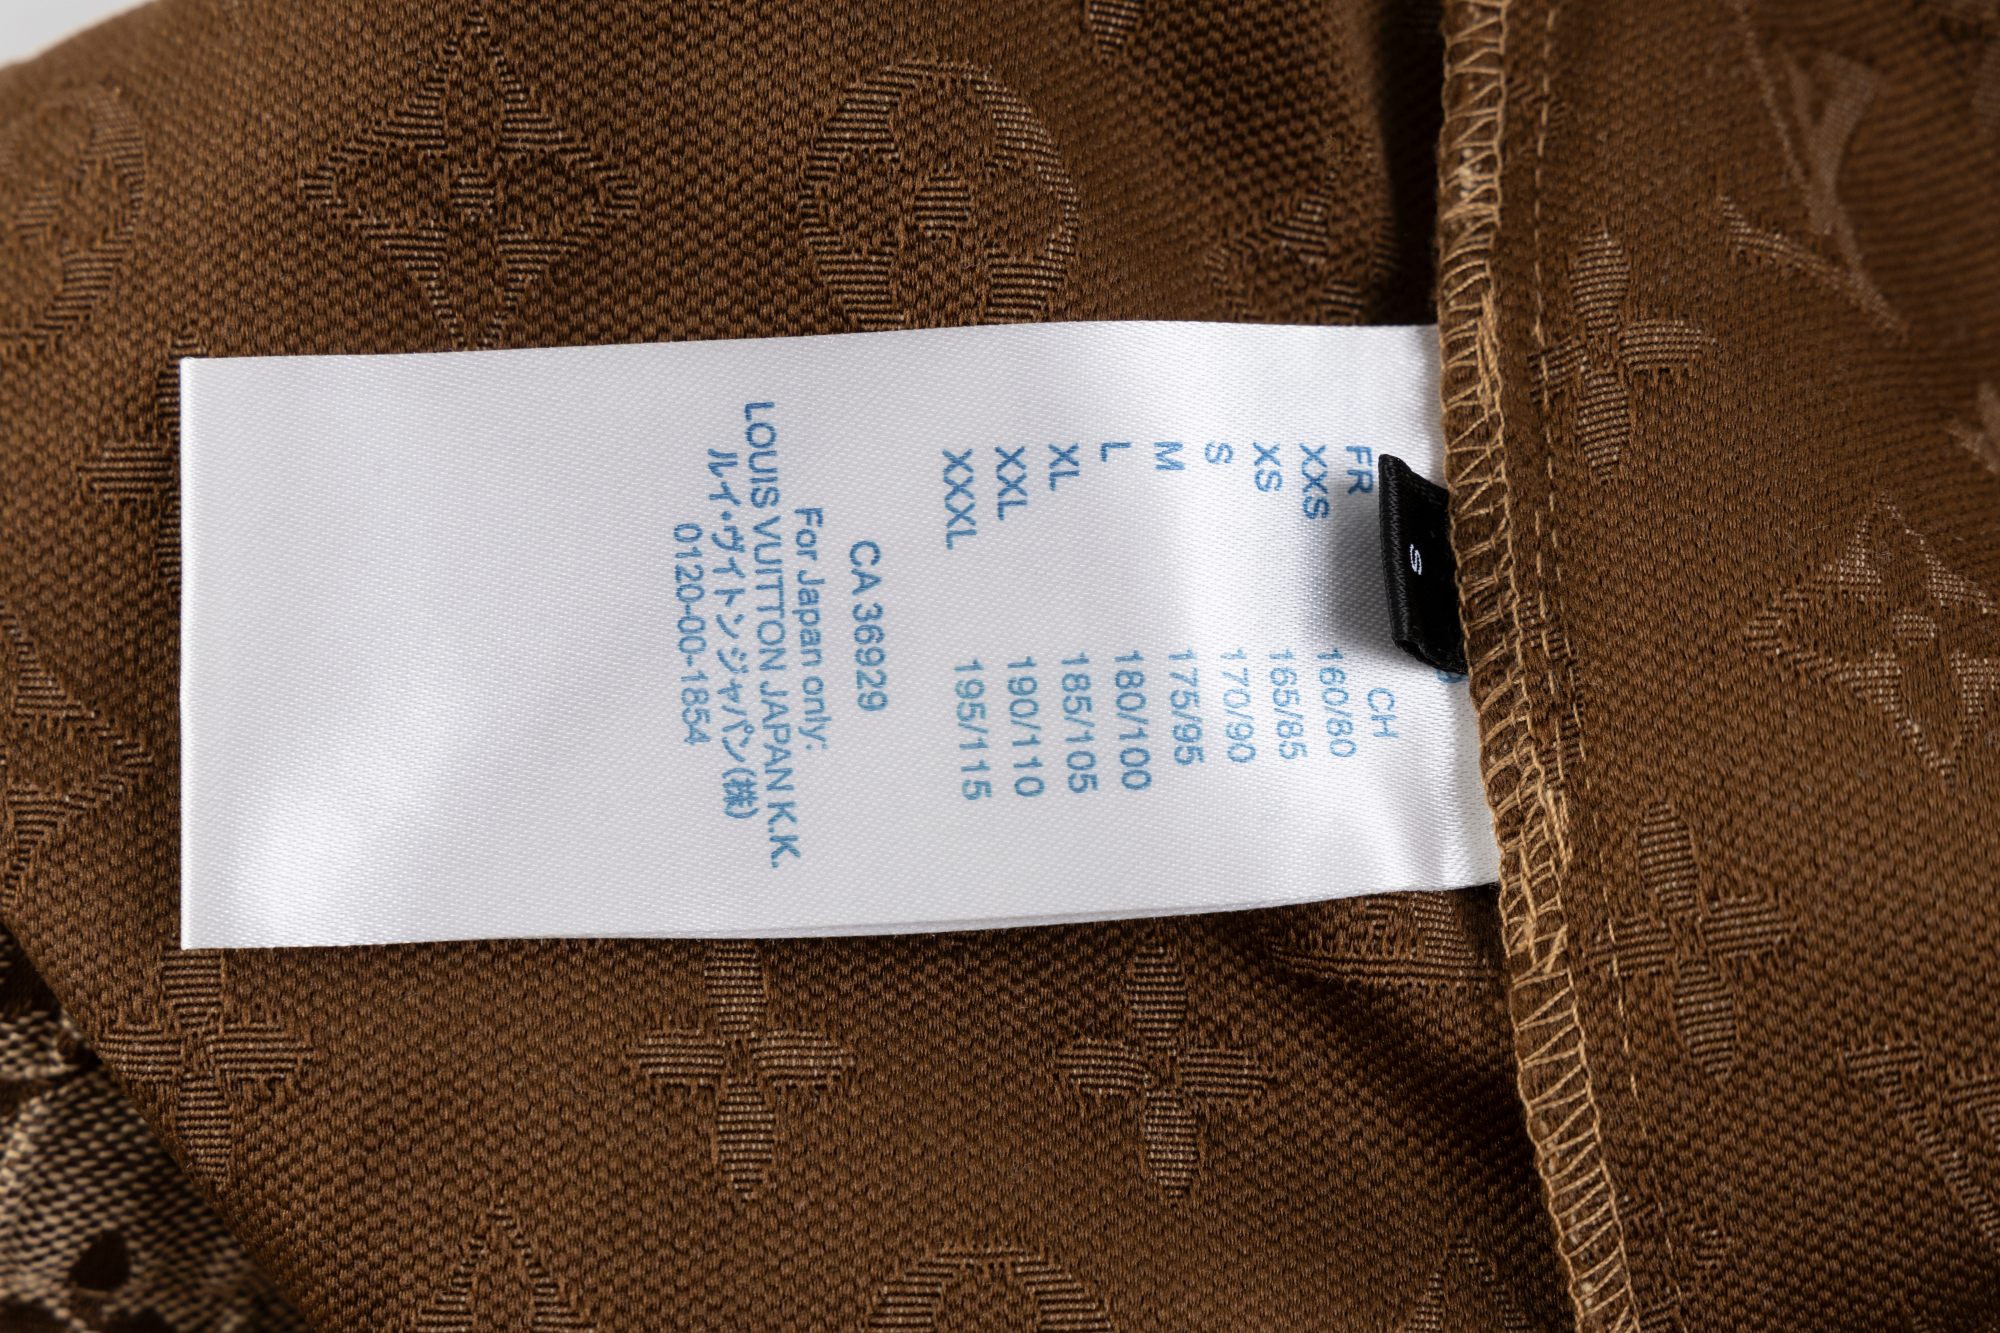 S
FR CH
XXS 160/80
XS 165/85
S 170/90
M 175/95
L 180/100
XL 185/105
XXL 190/110
XXXL 195/115
CA 36929
For Japan only:
LOUIS VUITTON JAPAN K.K.
ルイ・ヴィトンジャパン(株)
0120-00-1854